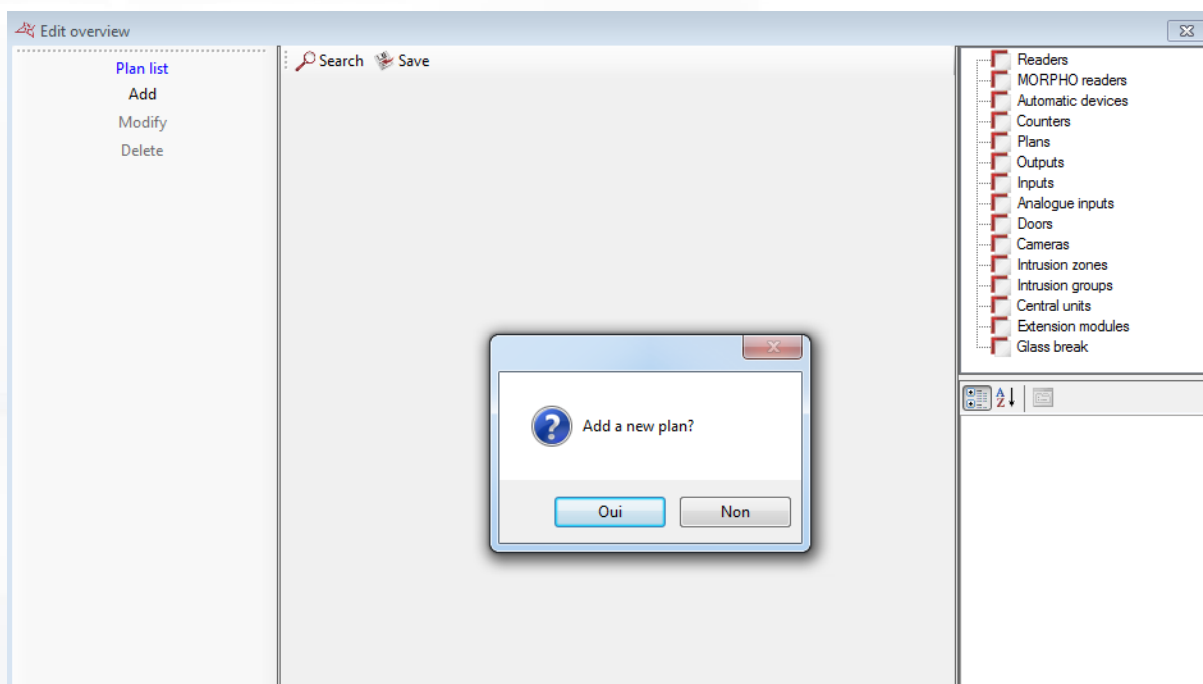 Edit overview
Plan list
Add
Modify
Delete
Search Save
Add a new plan?
Oui Non
Readers
MORPHO readers
Automatic devices
Counters
Plans
Outputs
Inputs
Analogue inputs
Doors
Cameras
Intrusion zones
Intrusion groups
Central units
Extension modules
Glass break
A
Z